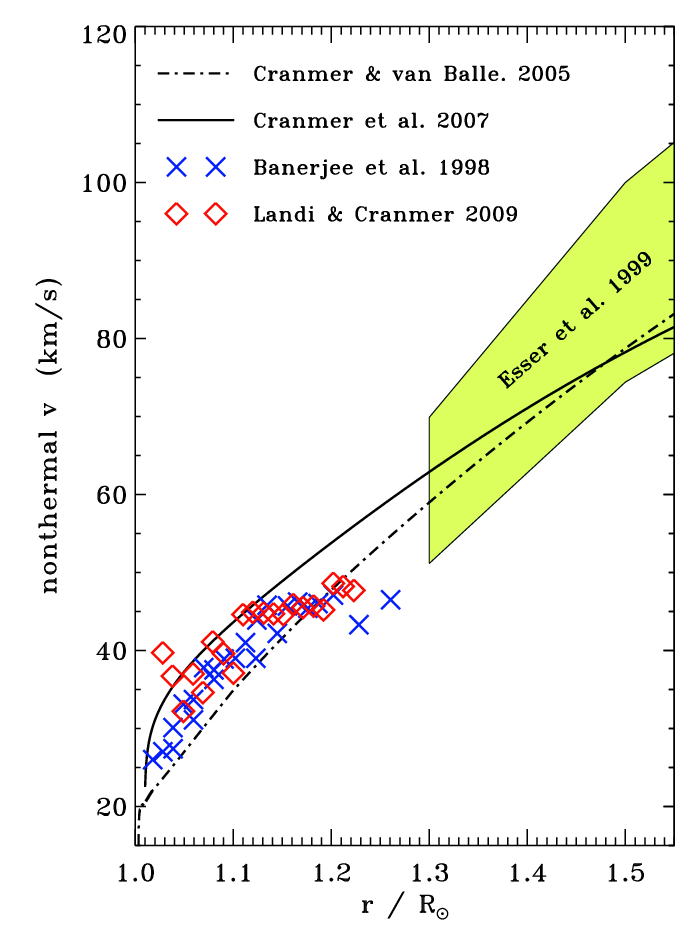 120
100
80
60
40
20
nonthermal v (km/s)
Cranmer & van Balle. 2005
Cranmer et al. 2007
Banerjee et al. 1998
Landi & Cranmer 2009
Esser et al. 1999
1.0 1.1 1.2 1.3 1.4 1.5
r / R☉